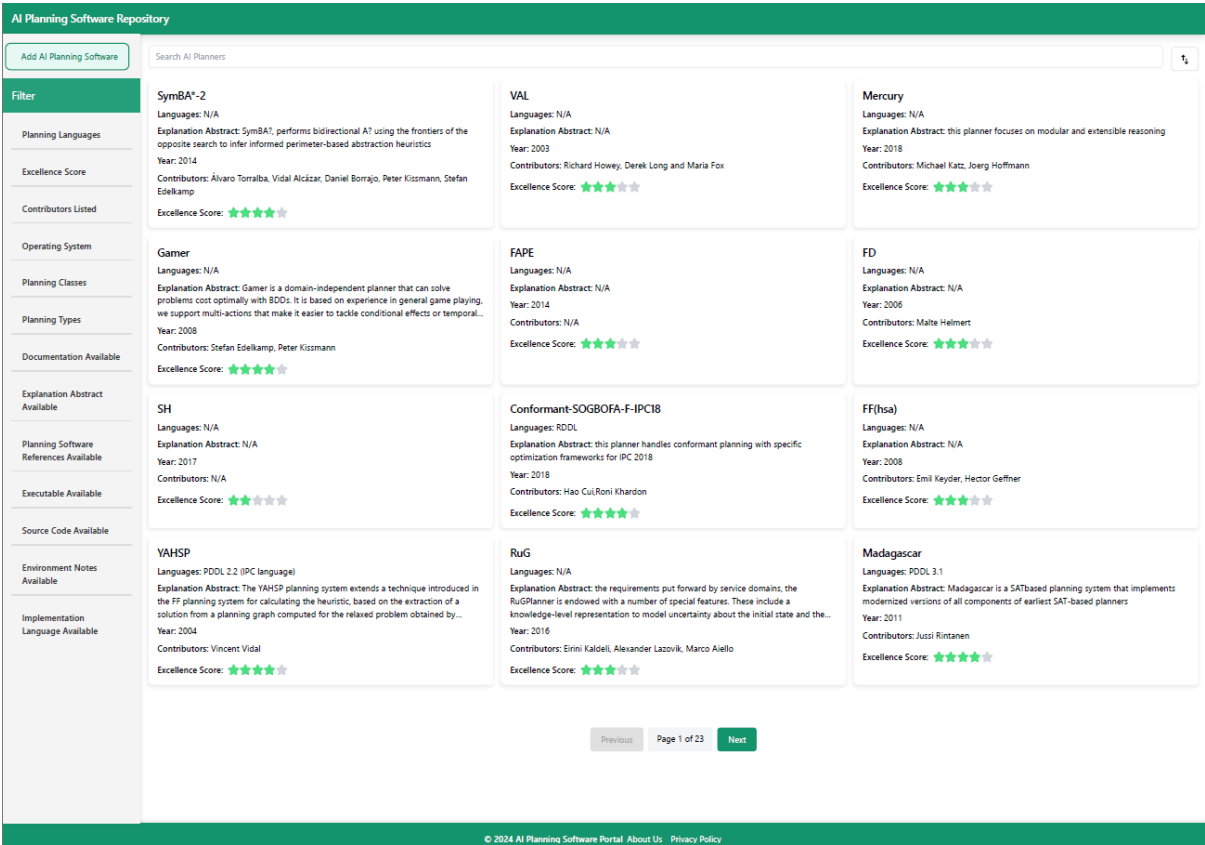 AI Planning Software Repository
Add AI Planning Software
Search AI Planners
Filter
Planning Languages
Excellence Score
Contributors Listed
Operating System
Planning Classes
Planning Types
Documentation Available
Explanation Abstract
Available
Planning Software
References Available
Executable Available
Source Code Available
Environment Notes
Available
Implementation
Language Available
SymBA*-2
Languages: N/A
Explanation Abstract: SymBA?, performs bidirectional A? using the frontiers of the
opposite search to infer informed perimeter-based abstraction heuristics
Year: 2014
Contributors: Álvaro Torralba, Vidal Alcázar, Daniel Borrajo, Peter Kissmann, Stefan
Edelkamp
Excellence Score:
VAL
Languages: N/A
Explanation Abstract: N/A
Year: 2003
Contributors: Richard Howey, Derek Long and Maria Fox
Excellence Score:
Mercury
Languages: N/A
Explanation Abstract: this planner focuses on modular and extensible reasoning
Year: 2018
Contributors: Michael Katz, Joerg Hoffmann
Excellence Score:
Gamer
Languages: N/A
Explanation Abstract: Gamer is a domain-independent planner that can solve
problems cost optimally with BDDs. It is based on experience in general game playing,
we support multi-actions that make it easier to tackle conditional effects or temporal...
Year: 2008
Contributors: Stefan Edelkamp, Peter Kissmann
Excellence Score:
FAPE
Languages: N/A
Explanation Abstract: N/A
Year: 2014
Contributors: N/A
Excellence Score:
FD
Languages: N/A
Explanation Abstract: N/A
Year: 2006
Contributors: Malte Helmert
Excellence Score:
SH
Languages: N/A
Explanation Abstract: N/A
Year: 2017
Contributors: N/A
Excellence Score:
Conformant-SOGBOFA-F-IPC18
Languages: RDDL
Explanation Abstract: this planner handles conformant planning with specific
optimization frameworks for IPC 2018
Year: 2018
Contributors: Hao Cui,Roni Khardon
Excellence Score:
FF(hsa)
Languages: N/A
Explanation Abstract: N/A
Year: 2008
Contributors: Emil Keyder, Hector Geffner
Excellence Score:
YAHSP
Languages: PDDL 2.2 (IPC language)
Explanation Abstract: The YAHSP planning system extends a technique introduced in
the FF planning system for calculating the heuristic, based on the extraction of a
solution from a planning graph computed for the relaxed problem obtained by...
Year: 2004
Contributors: Vincent Vidal
Excellence Score:
RuG
Languages: N/A
Explanation Abstract: the requirements put forward by service domains, the
RuGPlanner is endowed with a number of special features. These include a
knowledge-level representation to model uncertainty about the initial state and the...
Year: 2016
Contributors: Eirini Kaldeli, Alexander Lazovik, Marco Aiello
Excellence Score:
Madagascar
Languages: PDDL 3.1
Explanation Abstract: Madagascar is a SATbased planning system that implements
modernized versions of all components of earliest SAT-based planners
Year: 2011
Contributors: Jussi Rintanen
Excellence Score:
Previous
Page 1 of 23
Next
© 2024 AI Planning Software Portal About Us Privacy Policy